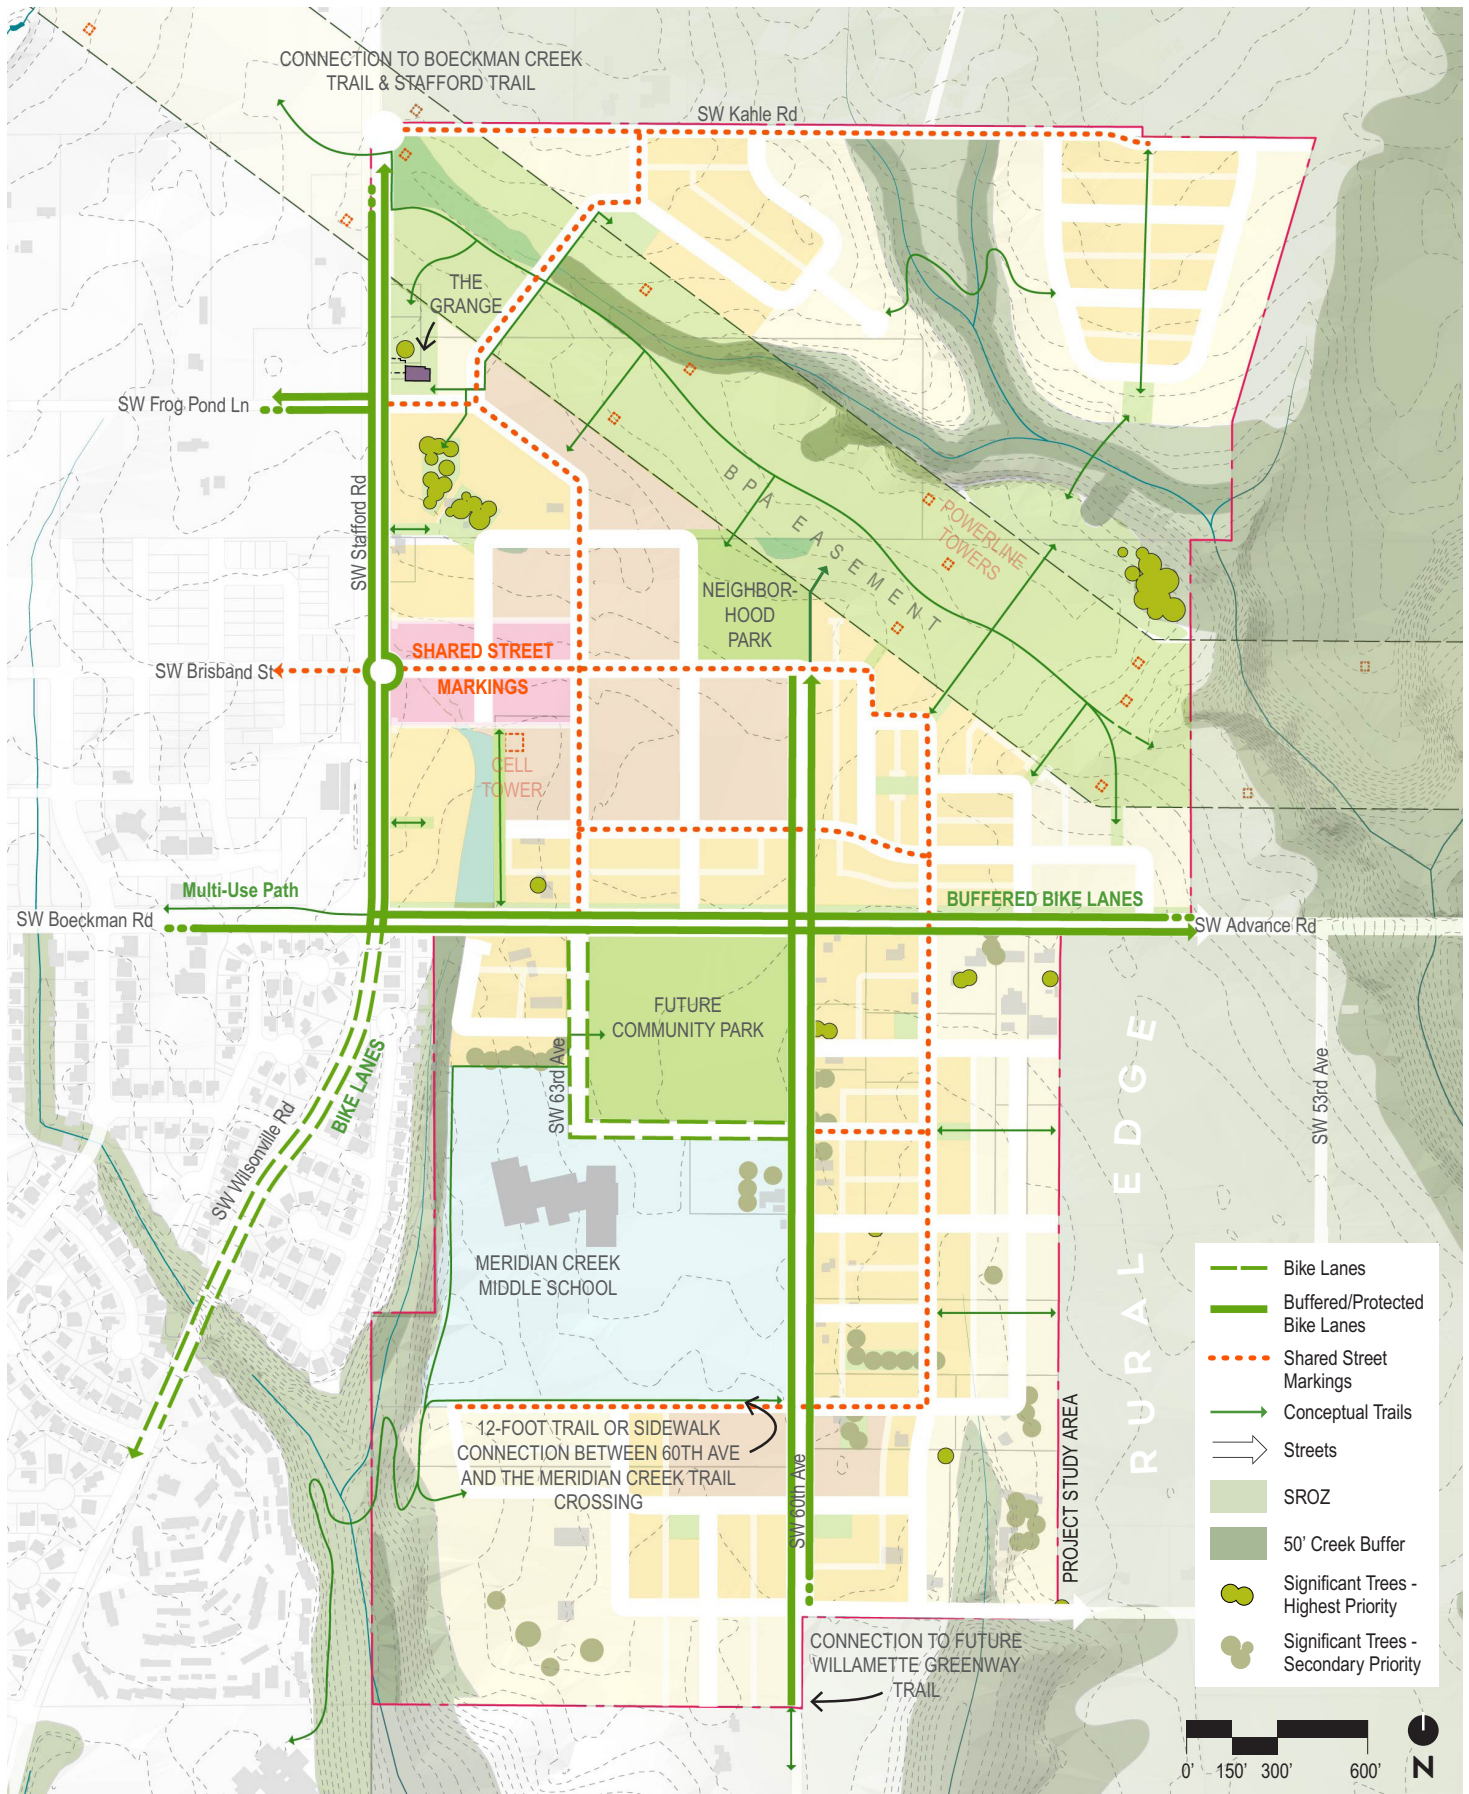 CONNECTION TO BOECKMAN CREEK
TRAIL & STAFFORD TRAIL
SW Kahle Rd
THE
GRANGE
SW Frog Pond Ln
SW Stafford Rd
BPA EASEMENT
POWERLINE
TOWERS
NEIGHBOR-
HOOD
PARK
SHARED STREET
MARKINGS
SW Brisband St
CELL
TOWER
Multi-Use Path
BUFFERED BIKE LANES
SW Boeckman Rd
SW Advance Rd
FUTURE
COMMUNITY PARK
SW 63rd Ave
BIKE LANES
SW Wilsonville Rd
RURAL EDGE
SW 53rd Ave
MERIDIAN CREEK
MIDDLE SCHOOL
12-FOOT TRAIL OR SIDEWALK
CONNECTION BETWEEN 60TH AVE
AND THE MERIDIAN CREEK TRAIL
CROSSING
SW 60th Ave
PROJECT STUDY AREA
CONNECTION TO FUTURE
WILLAMETTE GREENWAY
TRAIL
Bike Lanes
Buffered/Protected
Bike Lanes
Shared Street
Markings
Conceptual Trails
Streets
SROZ
50' Creek Buffer
Significant Trees -
Highest Priority
Significant Trees -
Secondary Priority
0' 150' 300' 600'
N